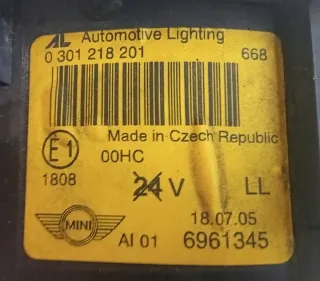 AL Automotive Lighting
0 301 218 201 668
Made in Czech Republic
E1 00HC
1808 24 V LL
MINI 18.07.05
AI 01 6961345